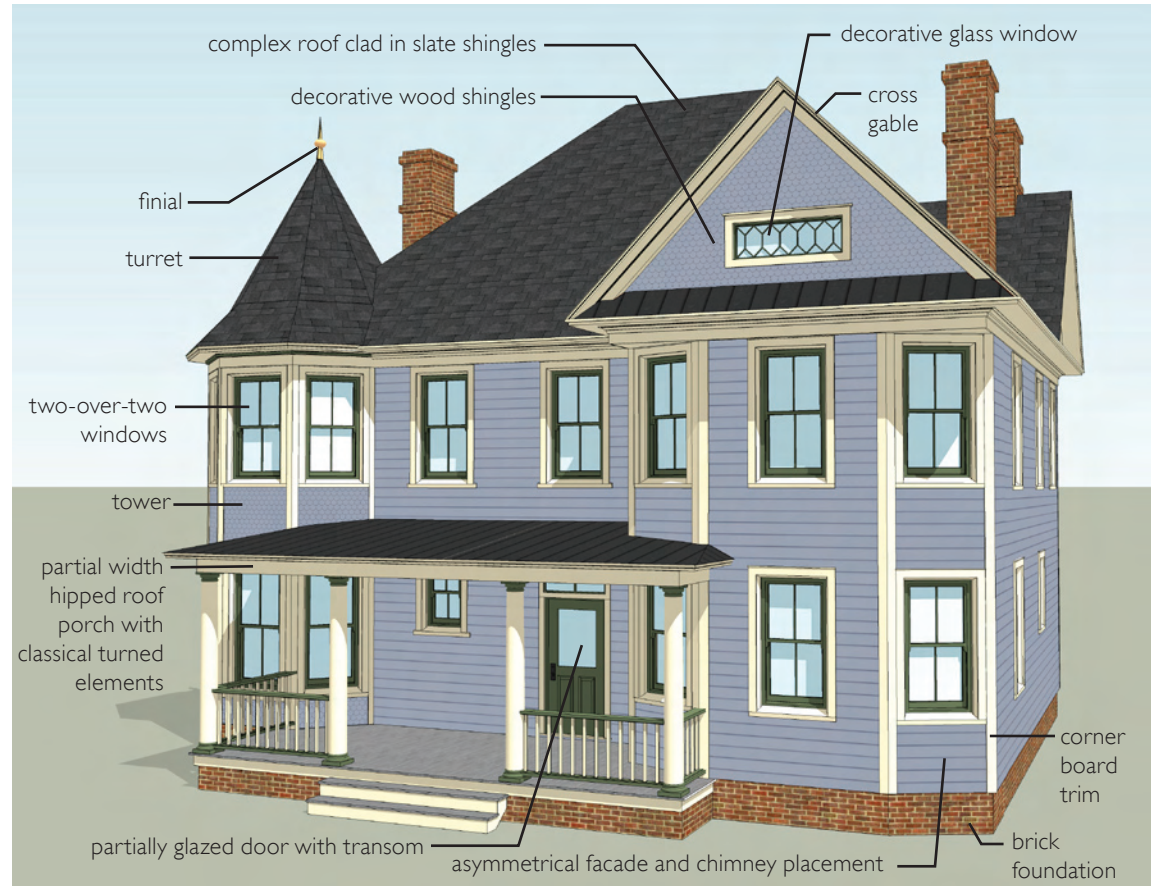 complex roof clad in slate shingles
decorative glass window
decorative wood shingles
cross
gable
finial
turret
two-over-two
windows
tower
partial width
hipped roof
porch with
classical turned
elements
corner
board
trim
partially glazed door with transom
asymmetrical facade and chimney placement
brick
foundation